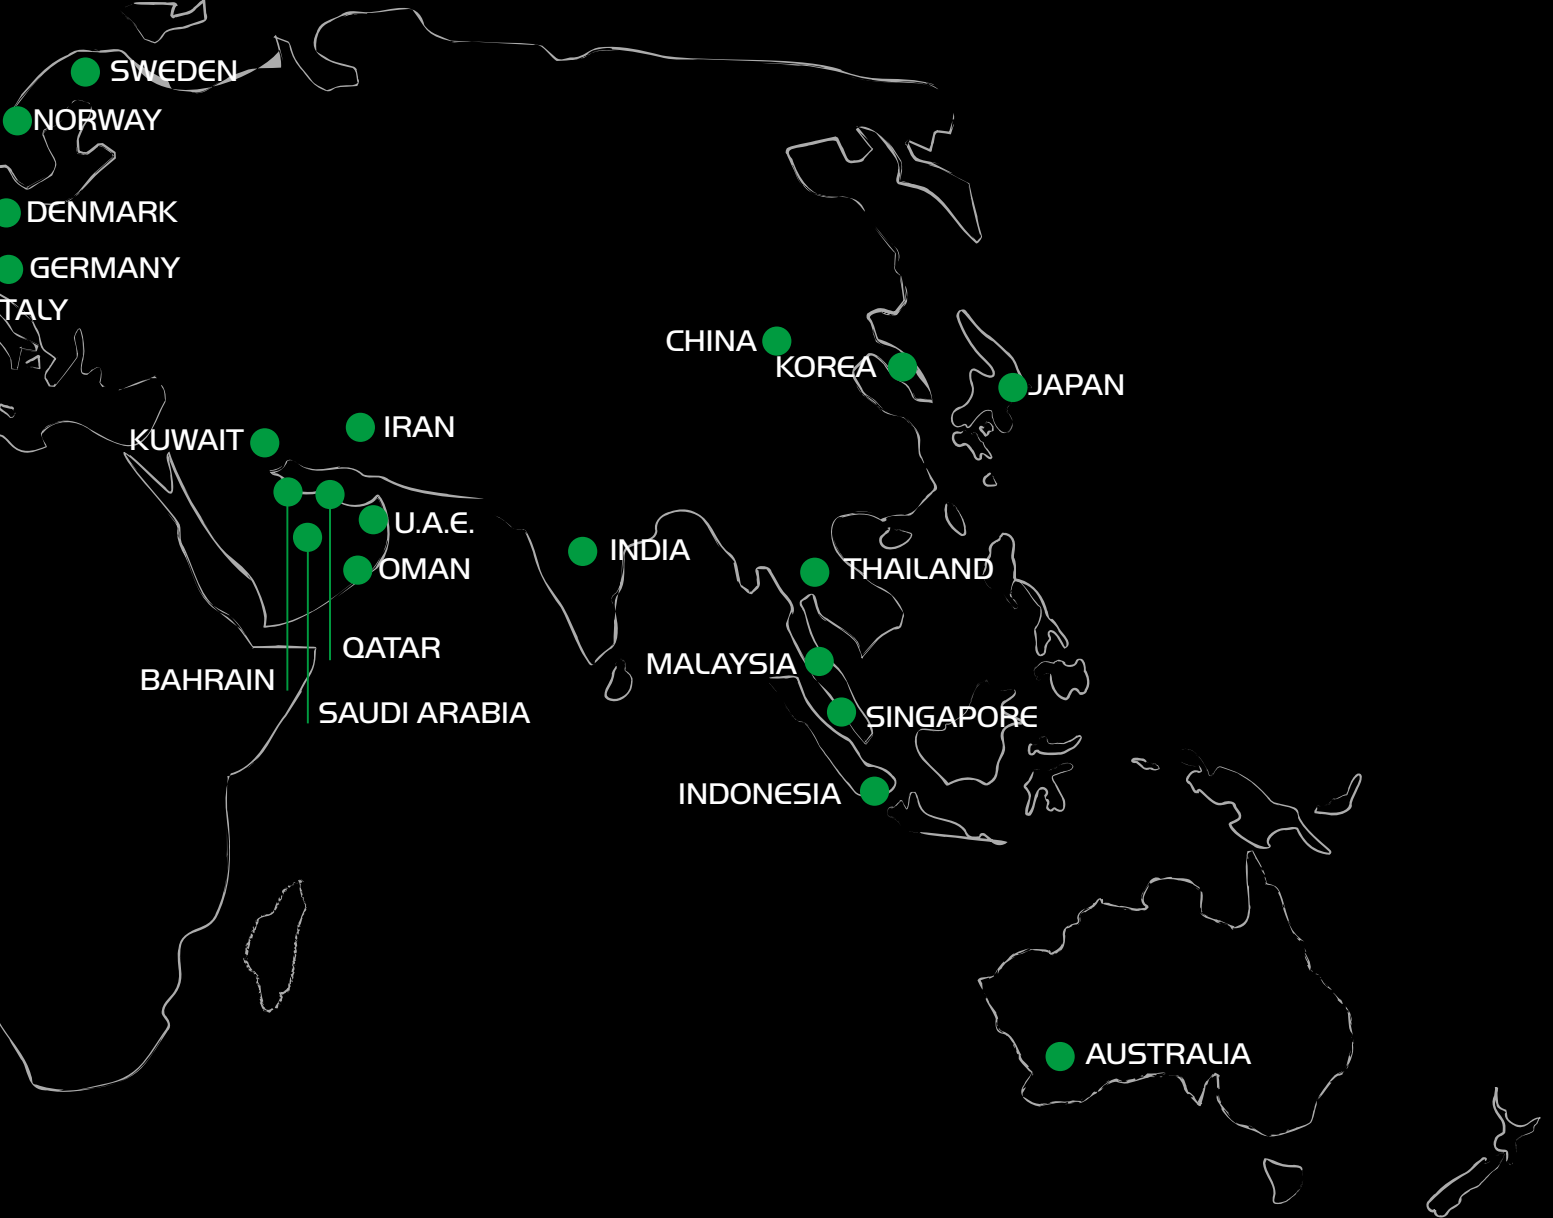 SWEDEN
NORWAY
DENMARK
GERMANY
TALY
CHINA
KOREA
JAPAN
IRAN
KUWAIT
U.A.E.
INDIA
OMAN
THAILAND
QATAR
MALAYSIA
BAHRAIN
SAUDI ARABIA
SINGAPORE
INDONESIA
AUSTRALIA